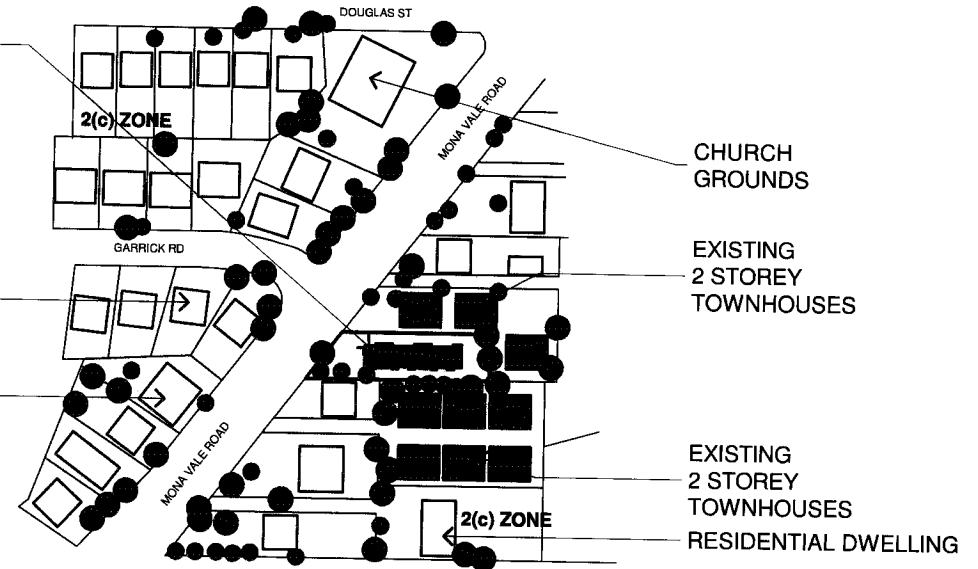 DOUGLAS ST
MONA VALE ROAD
2(c) ZONE
CHURCH
GROUNDS
GARRICK RD
EXISTING
2 STOREY
TOWNHOUSES
MONA VALE ROAD
EXISTING
2 STOREY
TOWNHOUSES
2(c) ZONE
RESIDENTIAL DWELLING